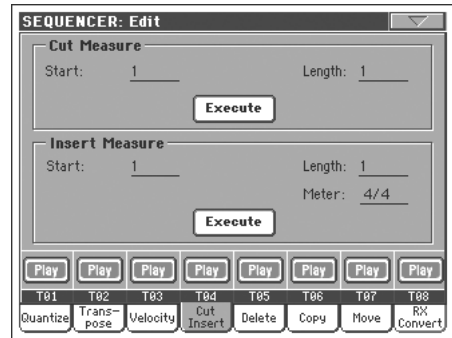 SEQUENCER: Edit
Cut Measure
Start: 1 Length: 1
Execute
Insert Measure
Start: 1 Length: 1
Meter: 4/4
Execute
Play Play Play Play Play Play Play Play
T01 T02 T03 T04 T05 T06 T07 T08
Quantize Trans- Velocity Cut Delete Copy Move RX
pose Insert Convert